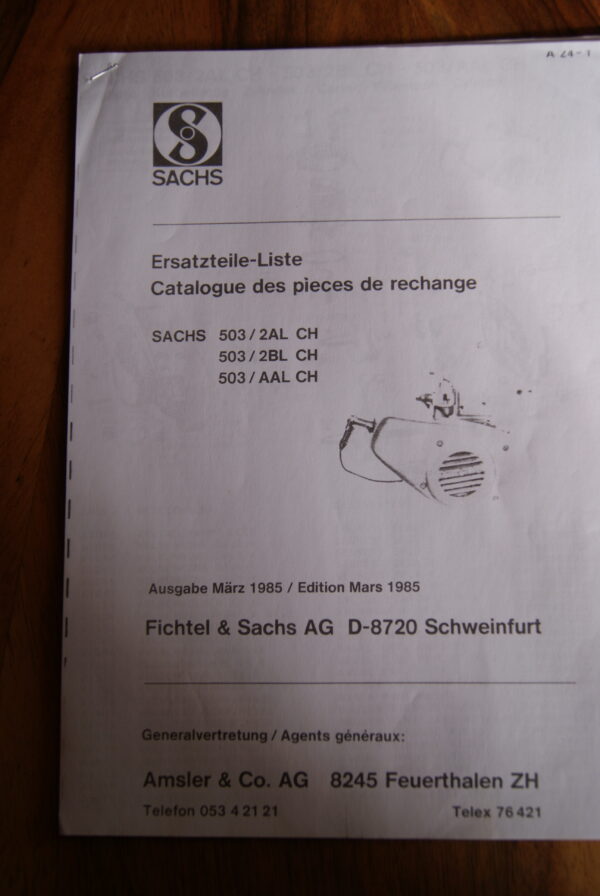 A 24-1
SACHS
Ersatzteile-Liste
Catalogue des pieces de rechange
SACHS 503/2AL CH
503/2BL CH
503/AAL CH
Ausgabe März 1985 / Edition Mars 1985
Fichtel & Sachs AG D-8720 Schweinfurt
Generalvertretung / Agents généraux:
Amsler & Co. AG 8245 Feuerthalen ZH
Telefon 053 4 21 21 Telex 76 421